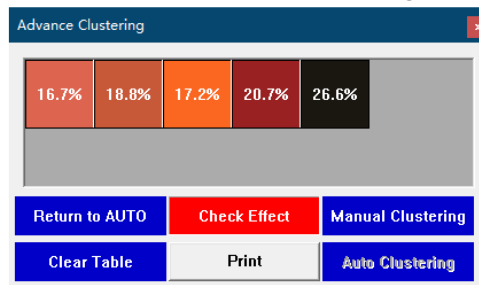 Advance Clustering
16.7% 18.8% 17.2% 20.7% 26.6%
Return to AUTO Check Effect Manual Clustering
Clear Table Print Auto Clustering